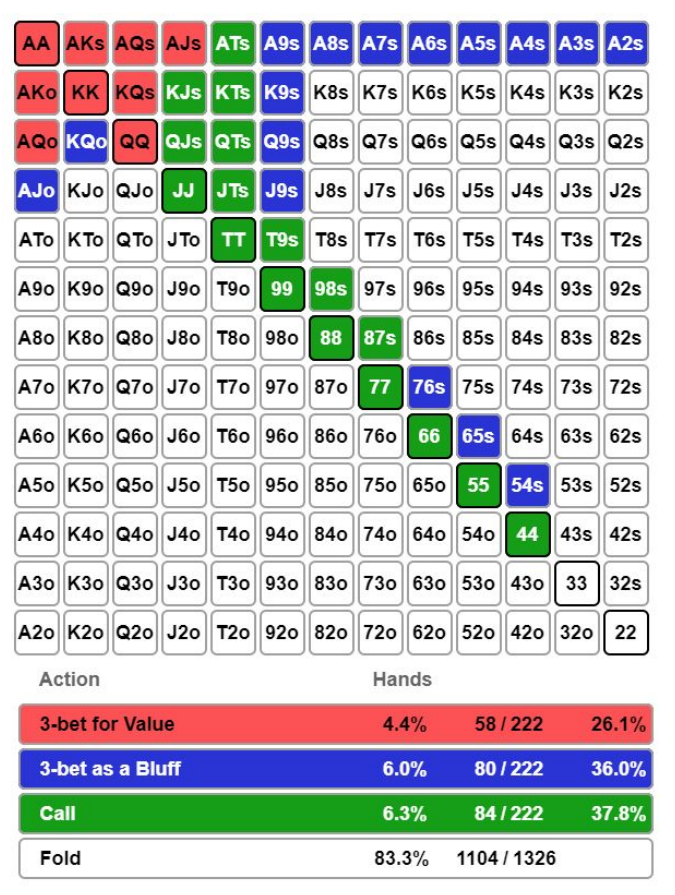 AA AKs AQs AJs ATs A9s A8s A7s A6s A5s A4s A3s A2s
AKo KK KQs KJs KTs K9s K8s K7s K6s K5s K4s K3s K2s
AQo KQo QQ QJs QTs Q9s Q8s Q7s Q6s Q5s Q4s Q3s Q2s
AJo KJo QJo JJ JTs J9s J8s J7s J6s J5s J4s J3s J2s
ATo KTo QTo JTo TT T9s T8s T7s T6s T5s T4s T3s T2s
A9o K9o Q9o J9o T9o 99 98s 97s 96s 95s 94s 93s 92s
A8o K8o Q8o J8o T8o 98o 88 87s 86s 85s 84s 83s 82s
A7o K7o Q7o J7o T7o 97o 87o 77 76s 75s 74s 73s 72s
A6o K6o Q6o J6o T6o 96o 86o 76o 66 65s 64s 63s 62s
A5o K5o Q5o J5o T5o 95o 85o 75o 65o 55 54s 53s 52s
A4o K4o Q4o J4o T4o 94o 84o 74o 64o 54o 44 43s 42s
A3o K3o Q3o J3o T3o 93o 83o 73o 63o 53o 43o 33 32s
A2o K2o Q2o J2o T2o 92o 82o 72o 62o 52o 42o 32o 22
Action Hands
3-bet for Value 4.4% 58 / 222 26.1%
3-bet as a Bluff 6.0% 80 / 222 36.0%
Call 6.3% 84 / 222 37.8%
Fold 83.3% 1104 / 1326